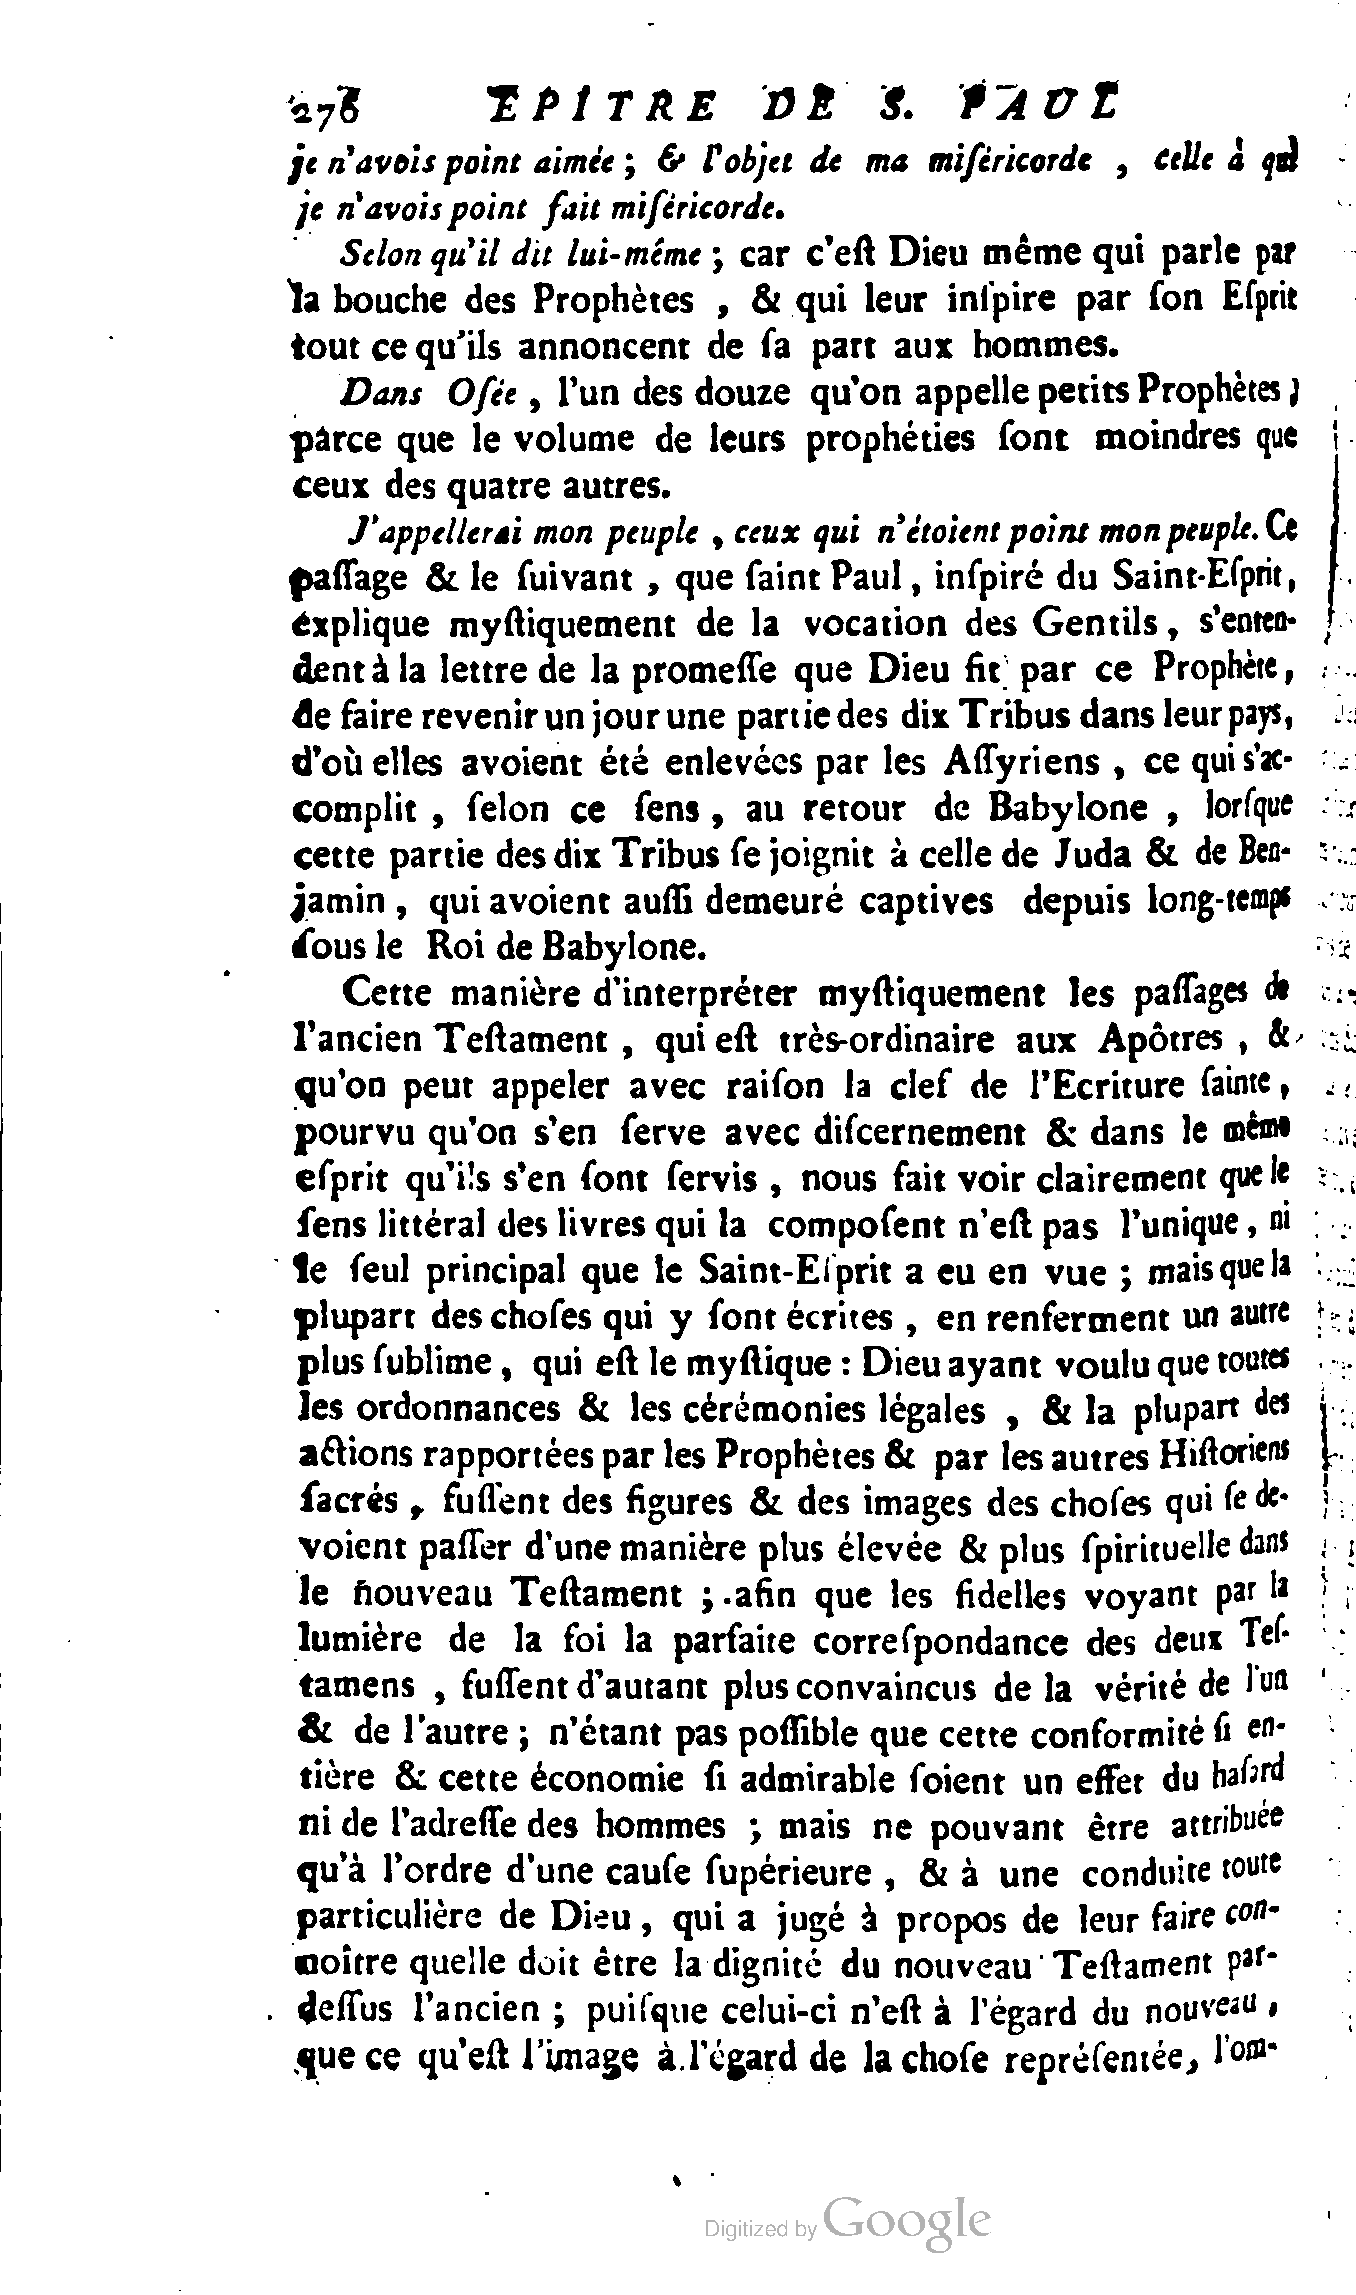 278 EPITRE DE S. PAUL
je n'avois point aimée ; & l'objet de ma miſéricorde , celle à qui
je n'avois point fait miſéricorde.
Selon qu'il dit lui-même ; car c'eſt Dieu même qui parle par
la bouche des Prophètes , & qui leur inſpire par ſon Eſprit
tout ce qu'ils annoncent de ſa part aux hommes.
Dans Oſée , l'un des douze qu'on appelle petits Prophètes ;
parce que le volume de leurs prophéties ſont moindres que
ceux des quatre autres.
J'appellerai mon peuple , ceux qui n'étoient point mon peuple. Ce
paſſage & le ſuivant , que ſaint Paul , inſpiré du Saint-Eſprit,
explique myſtiquement de la vocation des Gentils , s'enten-
dent à la lettre de la promeſſe que Dieu fit par ce Prophète,
de faire revenir un jour une partie des dix Tribus dans leur pays,
d'où elles avoient été enlevées par les Aſſyriens , ce qui s'ac-
complit , ſelon ce ſens , au retour de Babylone , lorſque
cette partie des dix Tribus ſe joignit à celle de Juda & de Ben-
jamin , qui avoient auſſi demeuré captives depuis long-temps
ſous le Roi de Babylone.
Cette manière d'interpréter myſtiquement les paſſages de
l'ancien Teſtament , qui eſt très-ordinaire aux Apôtres , &
qu'on peut appeler avec raiſon la clef de l'Ecriture ſainte ,
pourvu qu'on s'en ſerve avec diſcernement & dans le même
eſprit qu'ils s'en ſont ſervis , nous fait voir clairement que le
ſens littéral des livres qui la compoſent n'eſt pas l'unique , ni
le ſeul principal que le Saint-Eſprit a eu en vue ; mais que la
plupart des choſes qui y ſont écrites , en renferment un autre
plus ſublime , qui eſt le myſtique : Dieu ayant voulu que toutes
les ordonnances & les cérémonies légales , & la plupart des
actions rapportées par les Prophètes & par les autres Hiſtoriens
ſacrés , fuſſent des figures & des images des choſes qui ſe de-
voient paſſer d'une manière plus élevée & plus ſpirituelle dans
le nouveau Teſtament ; afin que les fidelles voyant par la
lumière de la foi la parfaite correſpondance des deux Teſ-
tamens , fuſſent d'autant plus convaincus de la vérité de l'un
& de l'autre ; n'étant pas poſſible que cette conformité ſi en-
tière & cette économie ſi admirable ſoient un effet du haſard
ni de l'adreſſe des hommes ; mais ne pouvant être attribuée
qu'à l'ordre d'une cauſe ſupérieure , & à une conduite toute
particulière de Dieu , qui a jugé à propos de leur faire con-
noître quelle doit être la dignité du nouveau Teſtament par-
deſſus l'ancien ; puiſque celui-ci n'eſt à l'égard du nouveau ,
que ce qu'eſt l'image à l'égard de la choſe repréſentée, l'om-
Digitized by Google